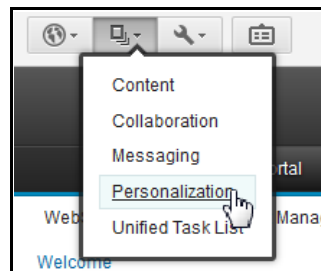 Content
Collaboration
Messaging
rtal
Personalization
Web
Mana
Unified Task List
Welcome